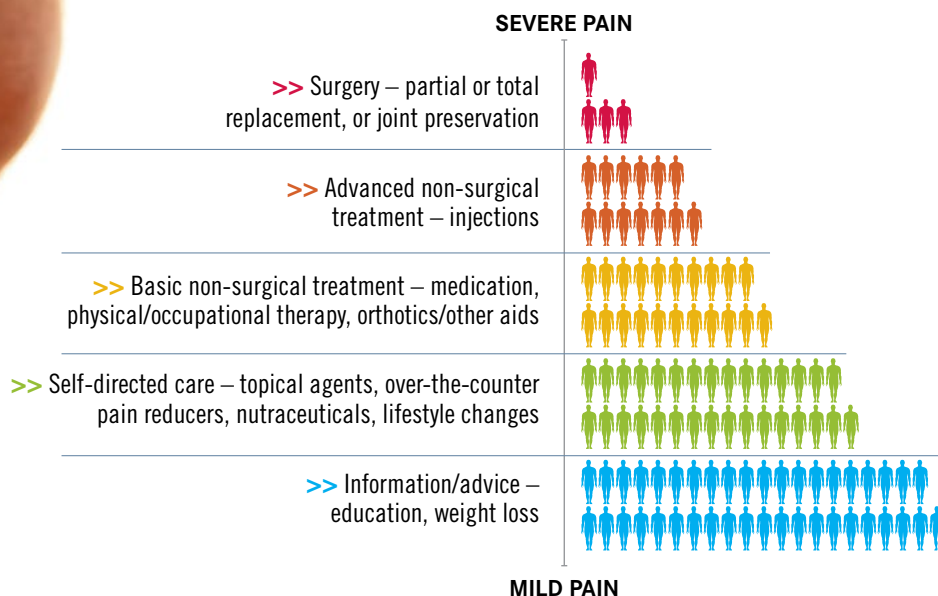 SEVERE PAIN
>> Surgery – partial or total
replacement, or joint preservation
>> Advanced non-surgical
treatment – injections
>> Basic non-surgical treatment – medication,
physical/occupational therapy, orthotics/other aids
>> Self-directed care – topical agents, over-the-counter
pain reducers, nutraceuticals, lifestyle changes
>> Information/advice –
education, weight loss
MILD PAIN